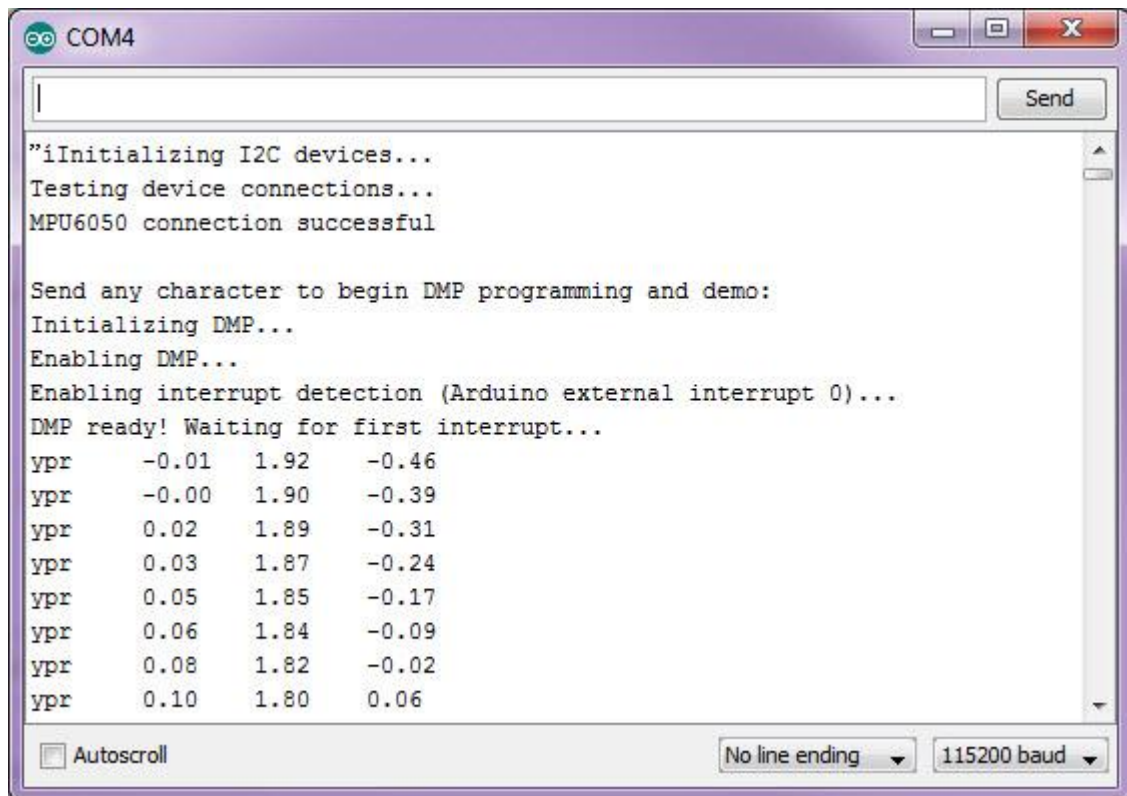 COM4
Send
”iInitializing I2C devices...
Testing device connections...
MPU6050 connection successful
Send any character to begin DMP programming and demo:
Initializing DMP...
Enabling DMP...
Enabling interrupt detection (Arduino external interrupt 0)...
DMP ready! Waiting for first interrupt...
ypr -0.01 1.92 -0.46
ypr -0.00 1.90 -0.39
ypr 0.02 1.89 -0.31
ypr 0.03 1.87 -0.24
ypr 0.05 1.85 -0.17
ypr 0.06 1.84 -0.09
ypr 0.08 1.82 -0.02
ypr 0.10 1.80 0.06
Autoscroll No line ending 115200 baud